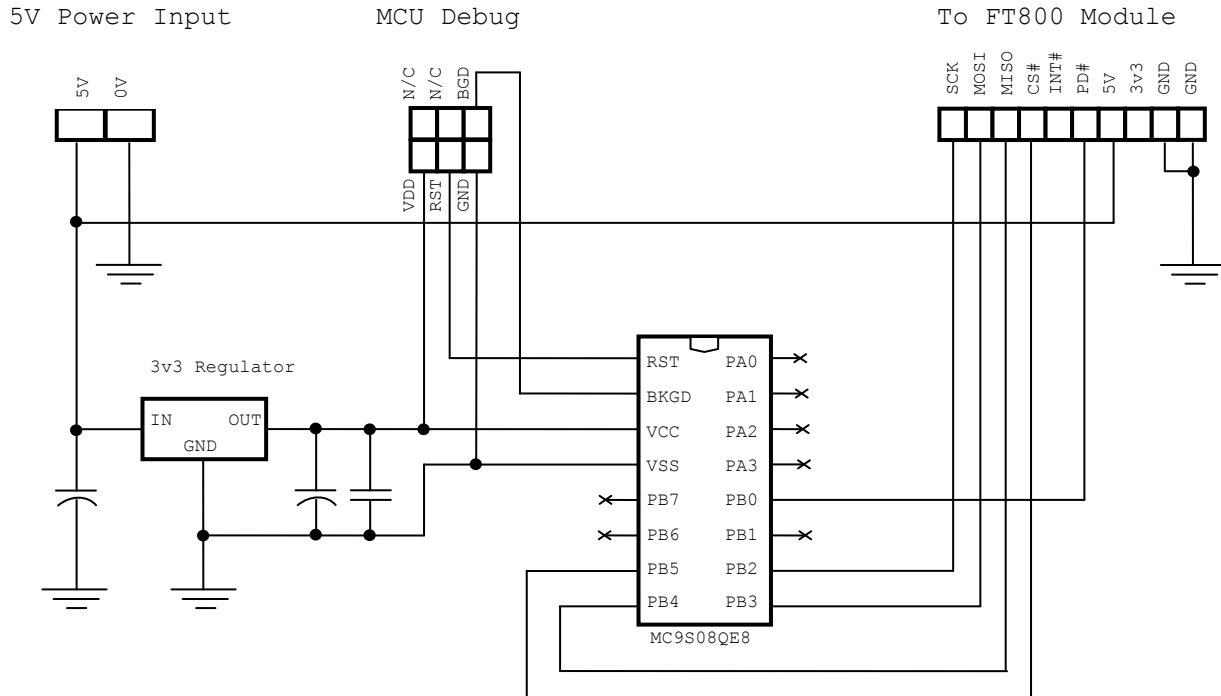 5V Power Input
MCU Debug
To FT800 Module
5V
0V
N/C
N/C
BGD
VDD
RST
GND
SCK
MOSI
MISO
CS#
INT#
PD#
5V
3v3
GND
GND
3v3 Regulator
IN
OUT
GND
RST
PA0
BKGD
PA1
VCC
PA2
VSS
PA3
PB7
PB0
PB6
PB1
PB5
PB2
PB4
PB3
MC9S08QE8